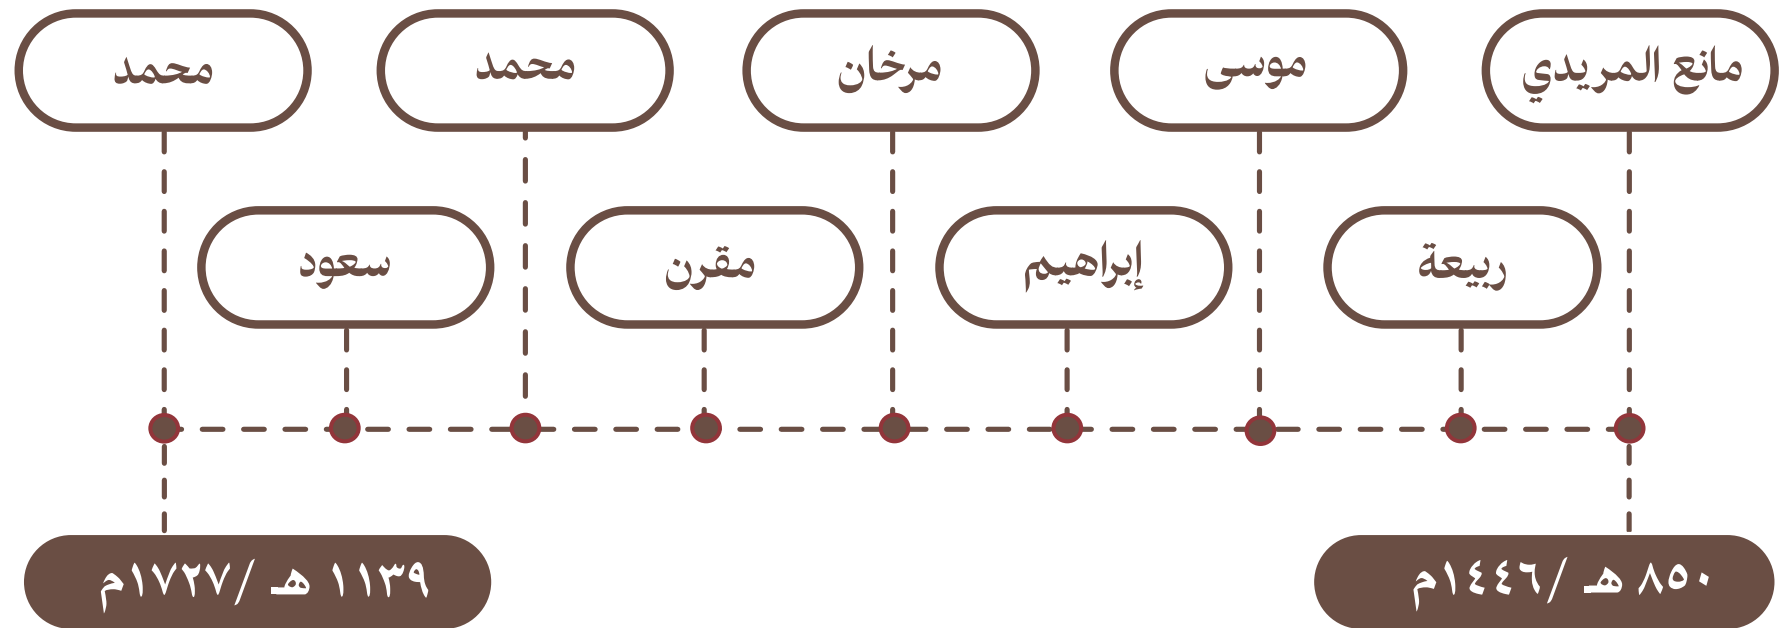 مانع المريدي
موسى
مرخان
محمد
محمد
ربيعة
إبراهيم
مقرن
سعود
٨٥٠ هـ /١٤٤٦م
١١٣٩ هـ /١٧٢٧م